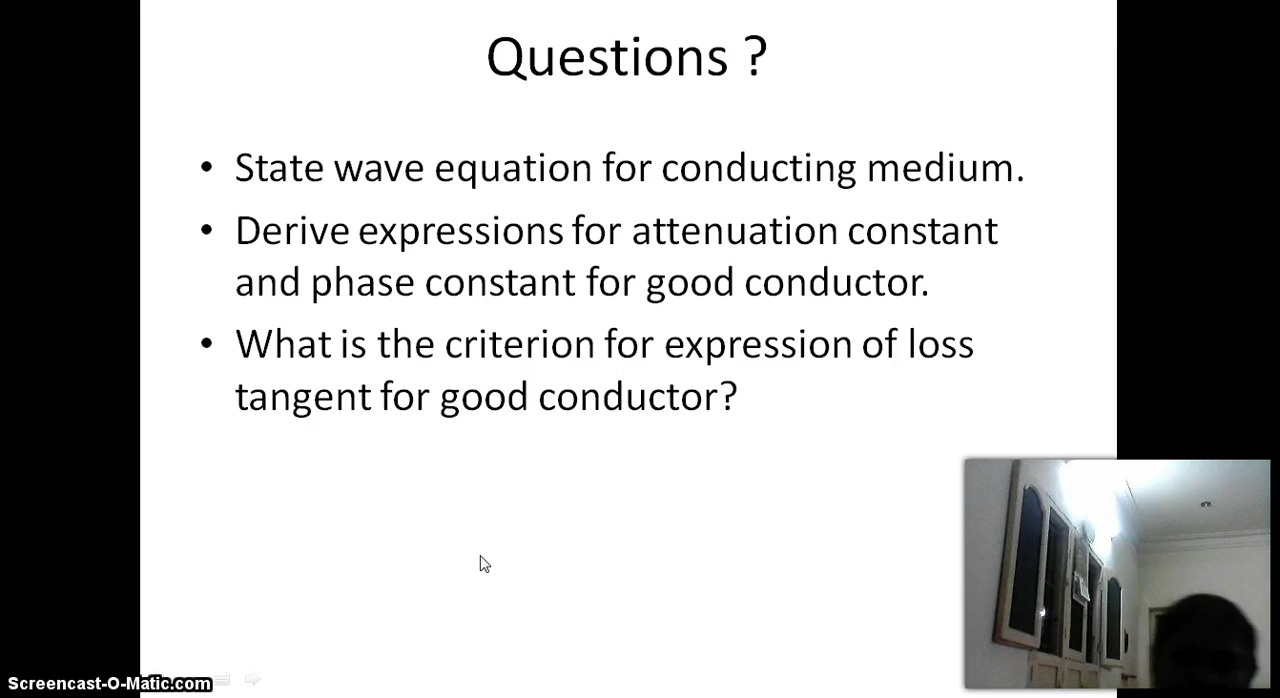 Questions ?
• State wave equation for conducting medium.
• Derive expressions for attenuation constant
and phase constant for good conductor.
• What is the criterion for expression of loss
tangent for good conductor?
Screencast-O-Matic.com